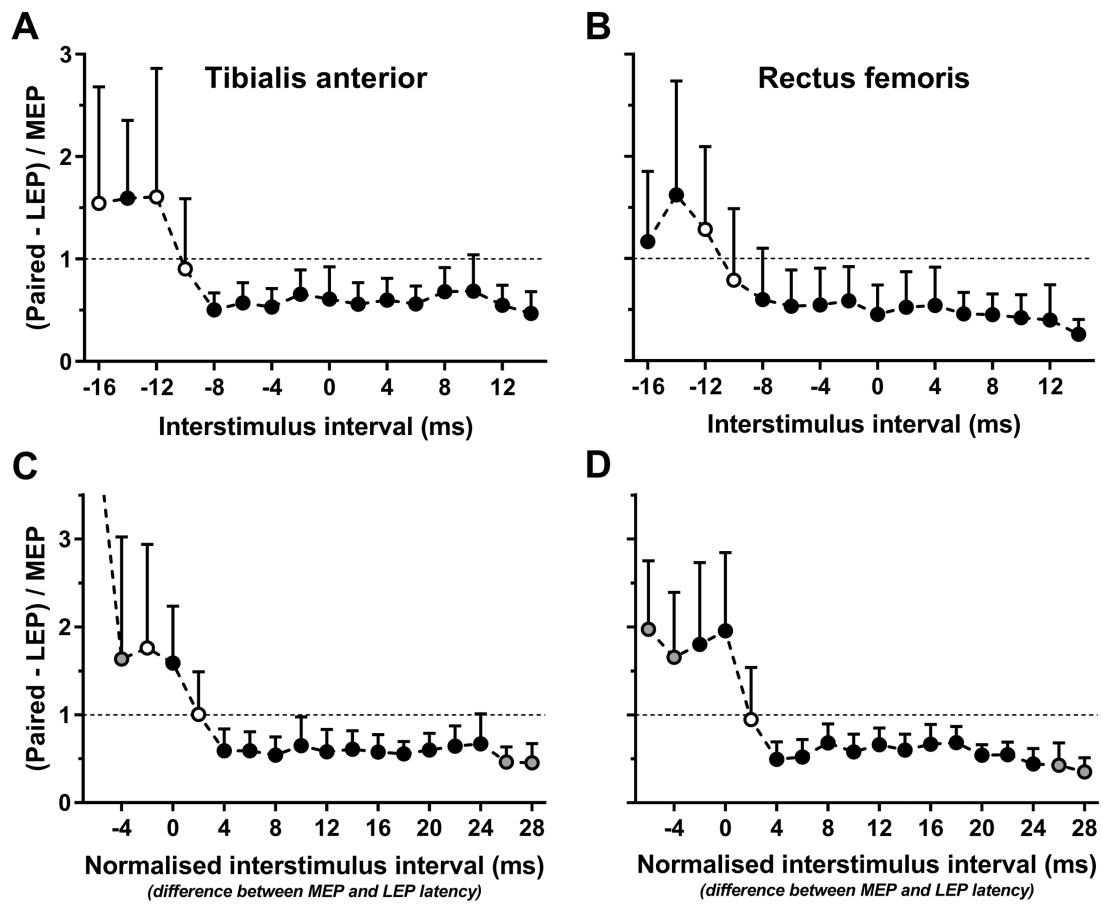 A
B
Tibialis anterior
Rectus femoris
(Paired - LEP) / MEP
3
2
1
0
-16 -12 -8 -4 0 4 8 12
-16 -12 -8 -4 0 4 8 12
Interstimulus interval (ms)
Interstimulus interval (ms)
C
D
(Paired - LEP) / MEP
3
2
1
0
-4 0 4 8 12 16 20 24 28
-4 0 4 8 12 16 20 24 28
Normalised interstimulus interval (ms)
(difference between MEP and LEP latency)
Normalised interstimulus interval (ms)
(difference between MEP and LEP latency)